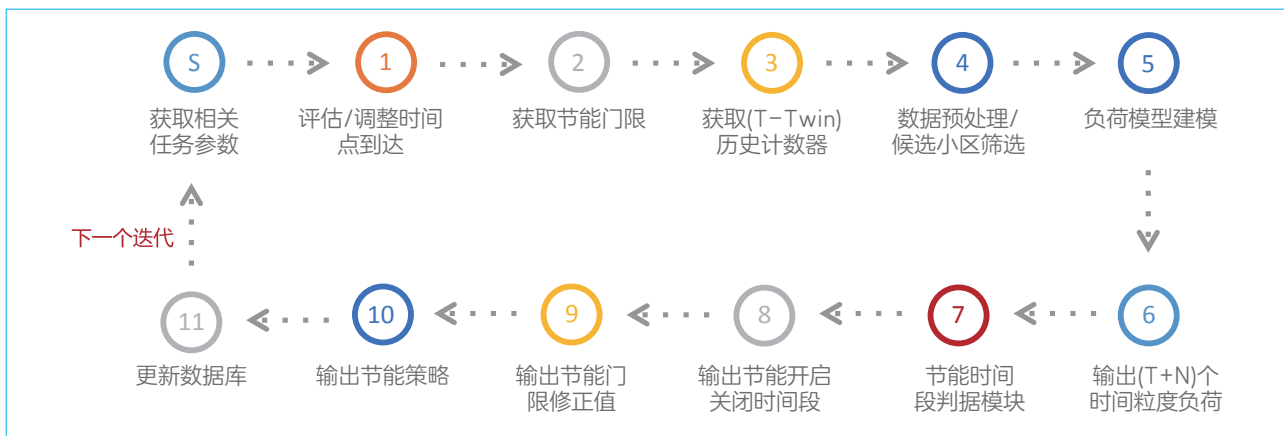 S
1
2
3
4
5
获取相关
任务参数
评估/调整时间
点到达
获取节能门限
获取(T-Twin)
历史计数器
数据预处理/
候选小区筛选
负荷模型建模
下一个迭代
11
10
9
8
7
6
更新数据库
输出节能策略
输出节能门
限修正值
输出节能开启
关闭时间段
节能时间
段判据模块
输出(T+N)个
时间粒度负荷